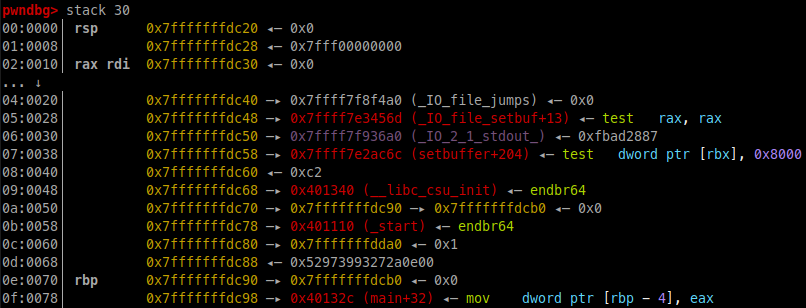 pwndbg> stack 30
00:0000│ rsp 0x7fffffffdc20 ◂— 0x0
01:0008│ 0x7fffffffdc28 ◂— 0x7fff00000000
02:0010│ rax rdi 0x7fffffffdc30 ◂— 0x0
... ↓
04:0020│ 0x7fffffffdc40 —▸ 0x7ffff7f8f4a0 (_IO_file_jumps) ◂— 0x0
05:0028│ 0x7fffffffdc48 —▸ 0x7ffff7e3456d (_IO_file_setbuf+13) ◂— test rax, rax
06:0030│ 0x7fffffffdc50 —▸ 0x7ffff7f936a0 (_IO_2_1_stdout_) ◂— 0xfbad2887
07:0038│ 0x7fffffffdc58 —▸ 0x7ffff7e2ac6c (setbuffer+204) ◂— test dword ptr [rbx], 0x8000
08:0040│ 0x7fffffffdc60 ◂— 0xc2
09:0048│ 0x7fffffffdc68 —▸ 0x401340 (__libc_csu_init) ◂— endbr64
0a:0050│ 0x7fffffffdc70 —▸ 0x7fffffffdc90 —▸ 0x7fffffffdcb0 ◂— 0x0
0b:0058│ 0x7fffffffdc78 —▸ 0x401110 (_start) ◂— endbr64
0c:0060│ 0x7fffffffdc80 —▸ 0x7fffffffdda0 ◂— 0x1
0d:0068│ 0x7fffffffdc88 ◂— 0x52973993272a0e00
0e:0070│ rbp 0x7fffffffdc90 —▸ 0x7fffffffdcb0 ◂— 0x0
0f:0078│ 0x7fffffffdc98 —▸ 0x40132c (main+32) ◂— mov dword ptr [rbp - 4], eax